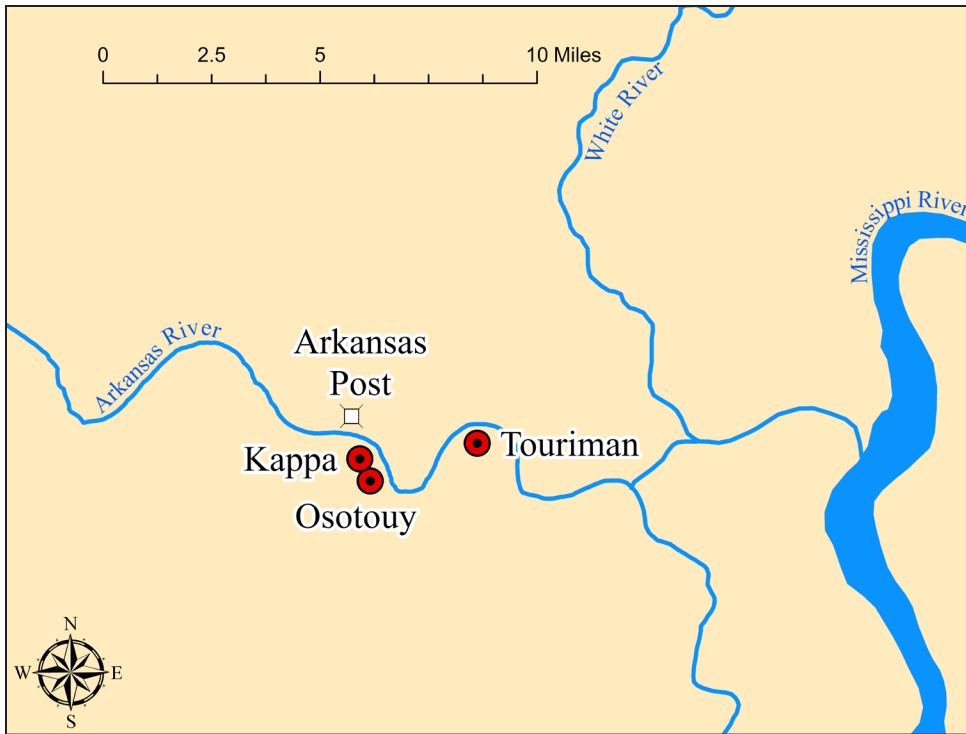 0 2.5 5 10 Miles
White River
Mississippi River
Arkansas River
Arkansas
Post
Kappa
Touriman
Osotouy
N
W E
S